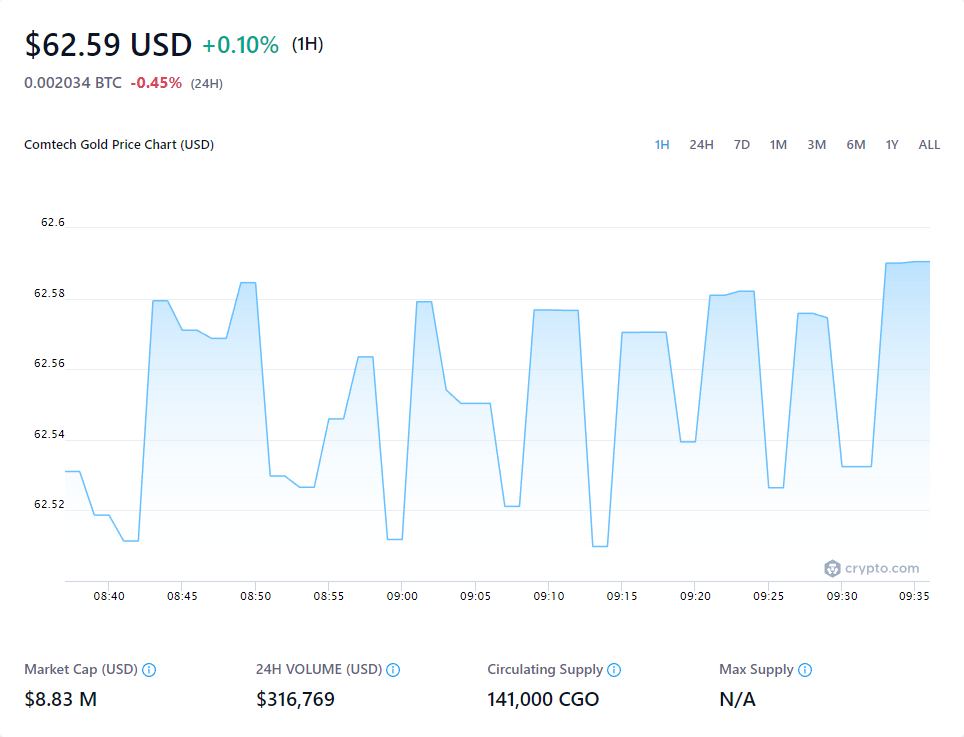 $62.59 USD +0.10% (1H)
0.002034 BTC -0.45% (24H)
Comtech Gold Price Chart (USD) 1H 24H 7D 1M 3M 6M 1Y ALL
62.6
62.58
62.56
62.54
62.52
crypto.com
08:40 08:45 08:50 08:55 09:00 09:05 09:10 09:15 09:20 09:25 09:30 09:35
Market Cap (USD) 24H VOLUME (USD) Circulating Supply Max Supply
$8.83 M $316,769 141,000 CGO N/A